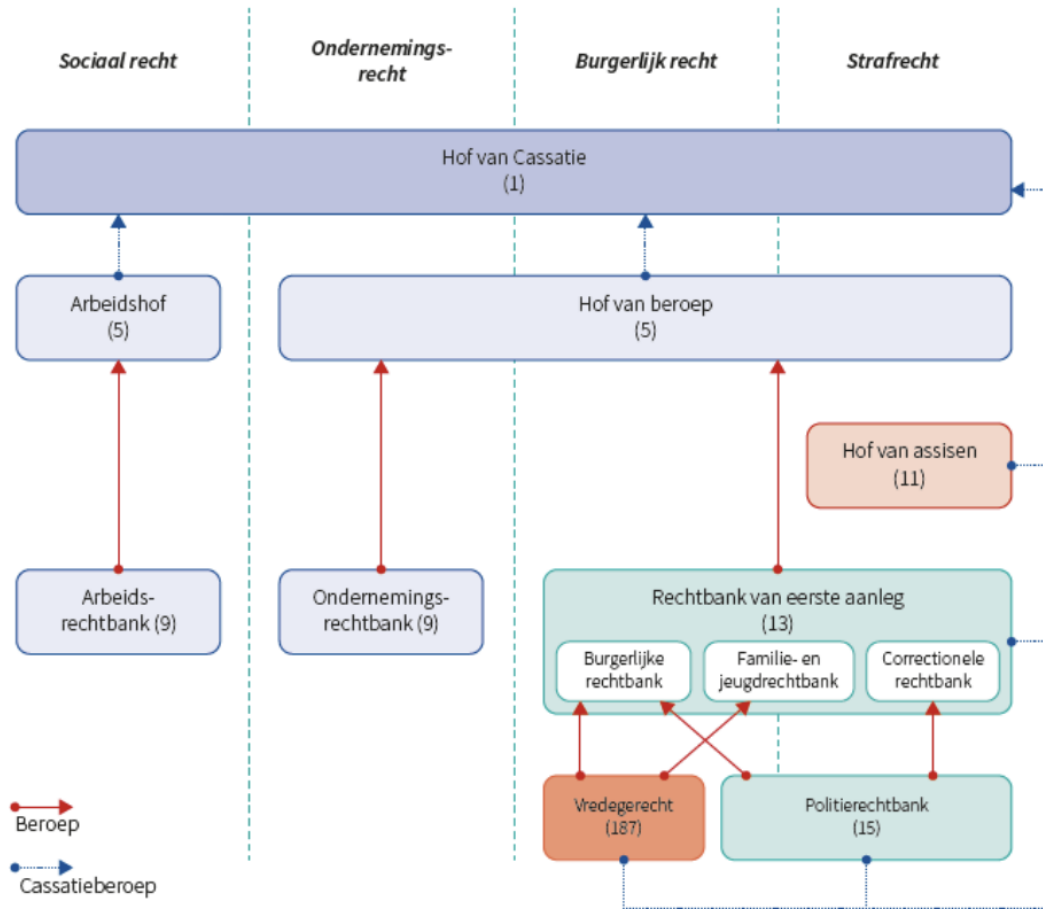 Sociaal recht
Ondernemings-
recht
Burgerlijk recht
Strafrecht
Hof van Cassatie
(1)
Arbeidshof
(5)
Hof van beroep
(5)
Hof van assisen
(11)
Arbeids-
rechtbank (9)
Ondernemings-
rechtbank (9)
Rechtbank van eerste aanleg
(13)
Burgerlijke
rechtbank
Familie- en
jeugdrechtbank
Correctionele
rechtbank
Vredegerecht
(187)
Politierechtbank
(15)
Beroep
Cassatieberoep